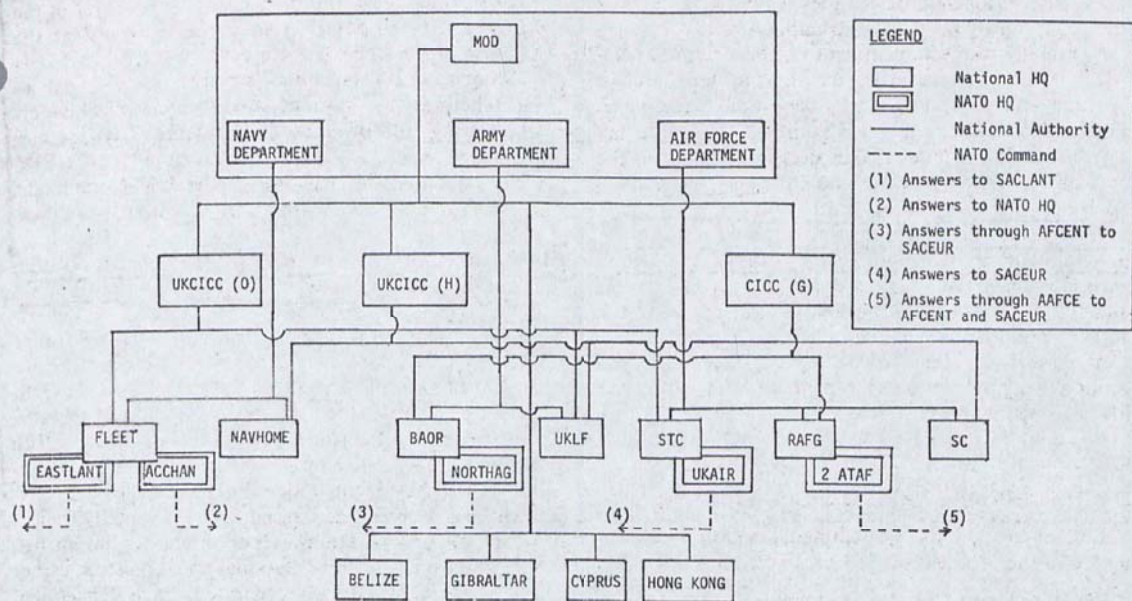 MOD
NAVY
DEPARTMENT
ARMY
DEPARTMENT
AIR FORCE
DEPARTMENT
LEGEND
National HQ
NATO HQ
National Authority
NATO Command
(1) Answers to SACLANT
(2) Answers to NATO HQ
(3) Answers through AFCENT to
SACEUR
(4) Answers to SACEUR
(5) Answers through AAFCE to
AFCENT and SACEUR
UKCICC (O)
UKCICC (H)
CICC (G)
FLEET
NAVHOME
BAOR
UKLF
STC
RAFG
SC
EASTLANT
ACCHAN
NORTHAG
UKAIR
2 ATAF
(1)
(2)
(3)
(4)
(5)
BELIZE
GIBRALTAR
CYPRUS
HONG KONG